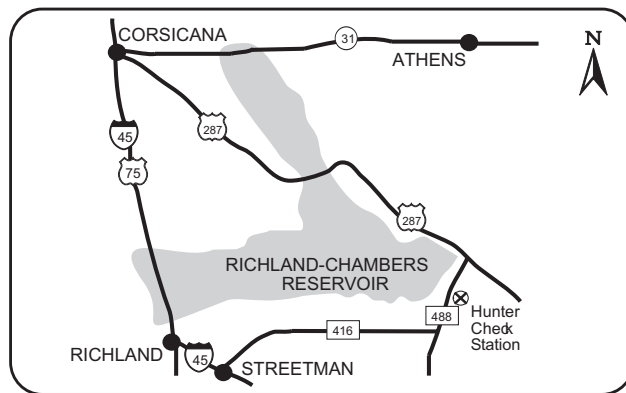 CORSICANA
31
ATHENS
N
45
75
287
287
RICHLAND-CHAMBERS
RESERVOIR
488
Hunter
Check
Station
416
RICHLAND
45
STREETMAN